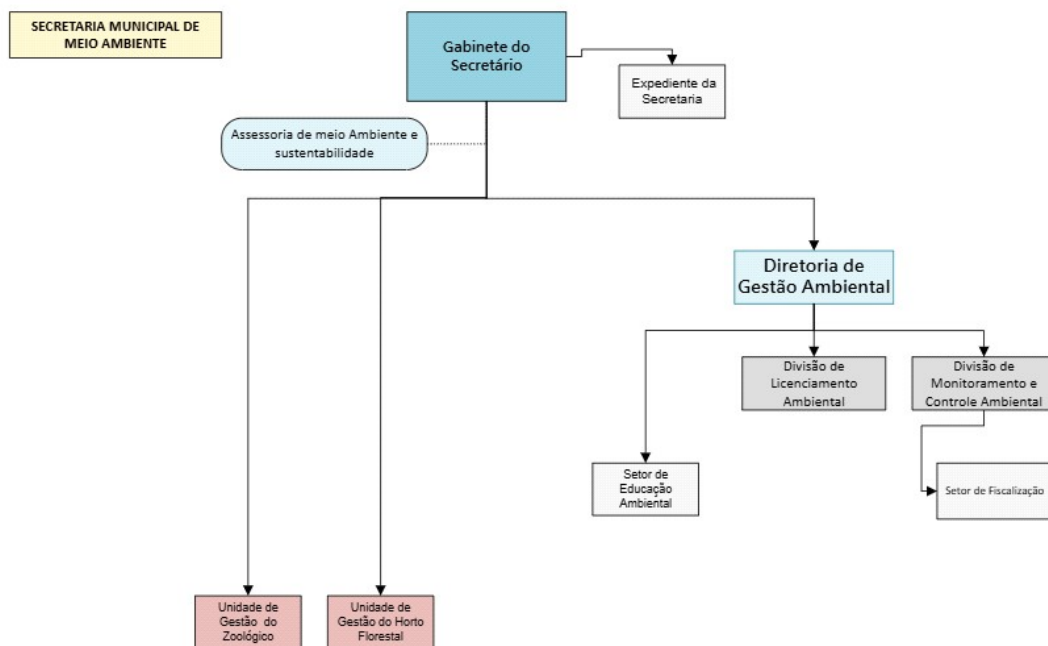 SECRETARIA MUNICIPAL DE
MEIO AMBIENTE
Gabinete do
Secretário
Expediente da
Secretaria
Assessoria de meio Ambiente e
sustentabilidade
Diretoria de
Gestão Ambiental
Divisão de
Licenciamento
Ambiental
Divisão de
Monitoramento e
Controle Ambiental
Setor de
Educação
Ambiental
Setor de Fiscalização
Unidade de
Gestão do
Zoológico
Unidade de
Gestão do Horto
Florestal